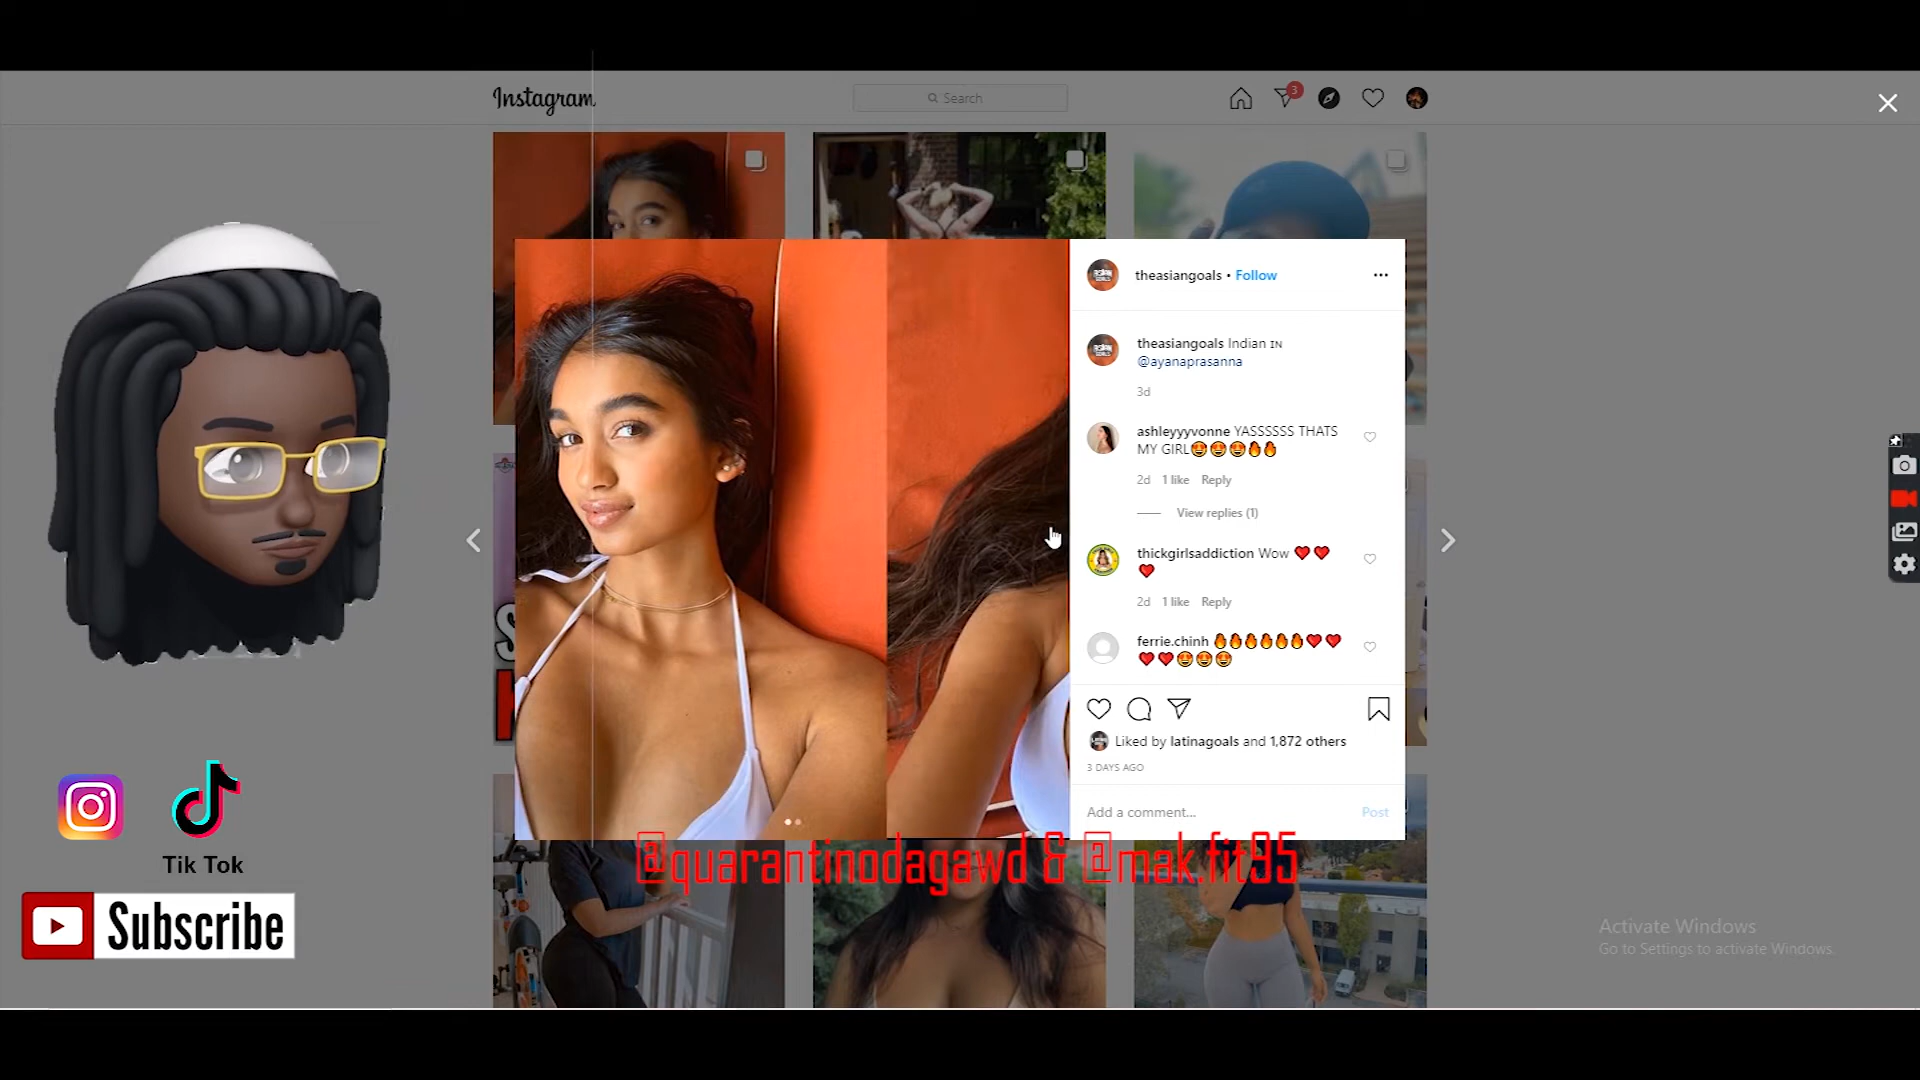 Instagram
Search
3
theasiangoals • Follow
theasiangoals Indian IN
@ayanaprasanna
3d
ashleyyyvonne YASSSSSS THATS
MY GIRL😍😍😍🔥🔥
2d 1 like Reply
View replies (1)
thickgirlsaddiction Wow ❤️❤️
❤️
2d 1 like Reply
ferrie.chinh 🔥🔥🔥🔥🔥🔥❤️❤️
❤️❤️😍😍😍
Liked by latinagoals and 1,872 others
3 DAYS AGO
Add a comment... Post
@quarantinodagawd & @mak.fit95
Tik Tok
Subscribe
Activate Windows
Go to Settings to activate Windows.